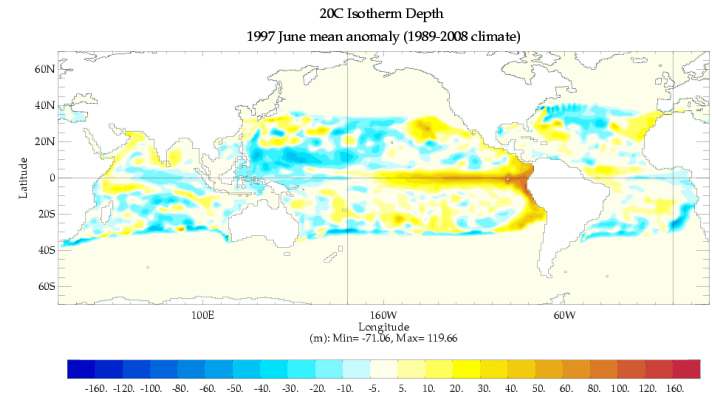 20C Isotherm Depth
1997 June mean anomaly (1989-2008 climate)
60N
40N
20N
0
20S
40S
60S
Latitude
100E 160W 60W
Longitude
(m): Min= -71.06, Max= 119.66
-160. -120. -100. -80. -60. -50. -40. -30. -20. -10. -5. 5. 10. 20. 30. 40. 50. 60. 80. 100. 120. 160.